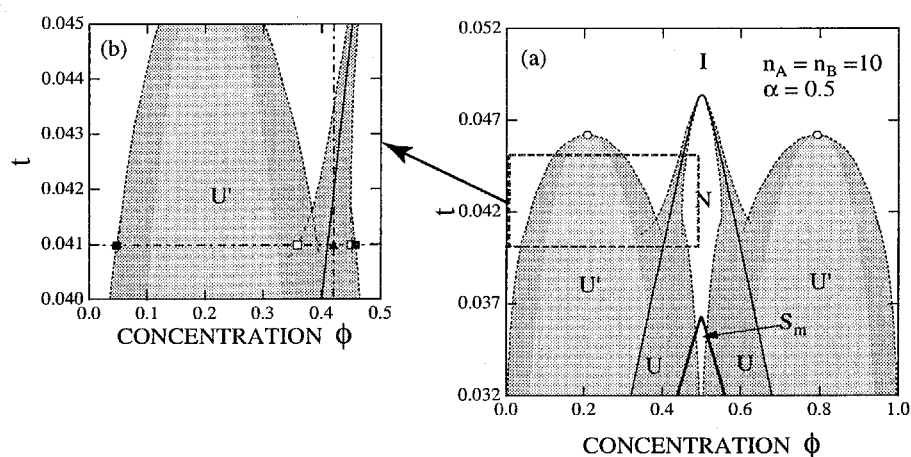 (b)
0.045
0.044
0.043
t
0.042
0.041
0.040
U'
0.0 0.1 0.2 0.3 0.4 0.5
CONCENTRATION ϕ
(a)
0.052
0.047
t
0.042
0.037
0.032
I
n_A = n_B =10
α = 0.5
N
U'
U'
S_m
U
U
0.0 0.2 0.4 0.6 0.8 1.0
CONCENTRATION ϕ